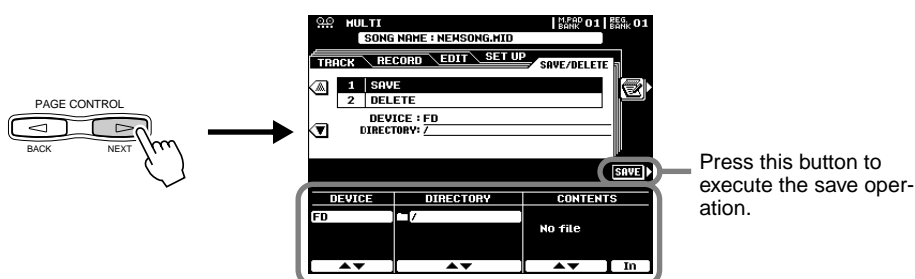 PAGE CONTROL
BACK
NEXT
MULTI
M.PAD BANK 01
REG. BANK 01
SONG NAME : NEWSONG.MID
TRACK
RECORD
EDIT
SET UP
SAVE/DELETE
1 SAVE
2 DELETE
DEVICE : FD
DIRECTORY: /
SAVE
Press this button to
execute the save oper-
ation.
DEVICE
DIRECTORY
CONTENTS
FD
/
No file
In